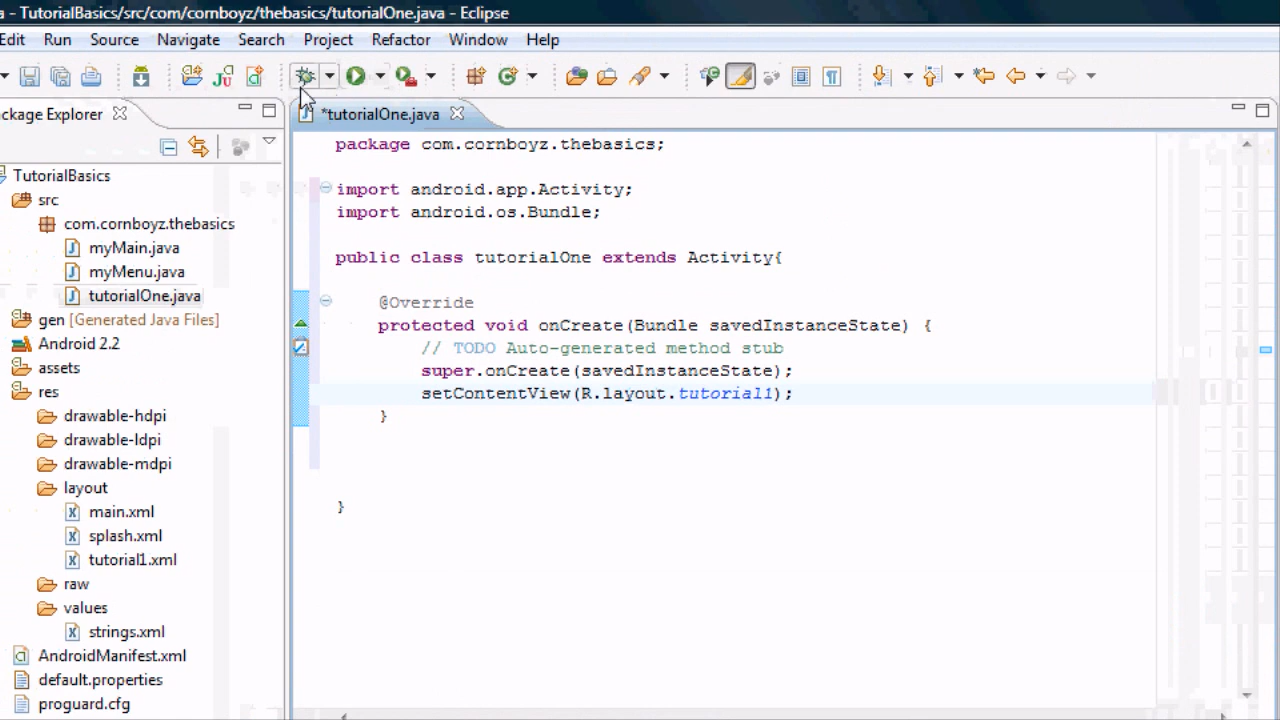 a - TutorialBasics/src/com/cornboyz/thebasics/tutorialOne.java - Eclipse
Edit Run Source Navigate Search Project Refactor Window Help
ckage Explorer
TutorialBasics
src
com.cornboyz.thebasics
myMain.java
myMenu.java
tutorialOne.java
gen [Generated Java Files]
Android 2.2
assets
res
drawable-hdpi
drawable-ldpi
drawable-mdpi
layout
main.xml
splash.xml
tutorial1.xml
raw
values
strings.xml
AndroidManifest.xml
default.properties
proguard.cfg
*tutorialOne.java
package com.cornboyz.thebasics;
import android.app.Activity;
import android.os.Bundle;
public class tutorialOne extends Activity{
@Override
protected void onCreate(Bundle savedInstanceState) {
// TODO Auto-generated method stub
super.onCreate(savedInstanceState);
setContentView(R.layout.tutorial1);
}
}